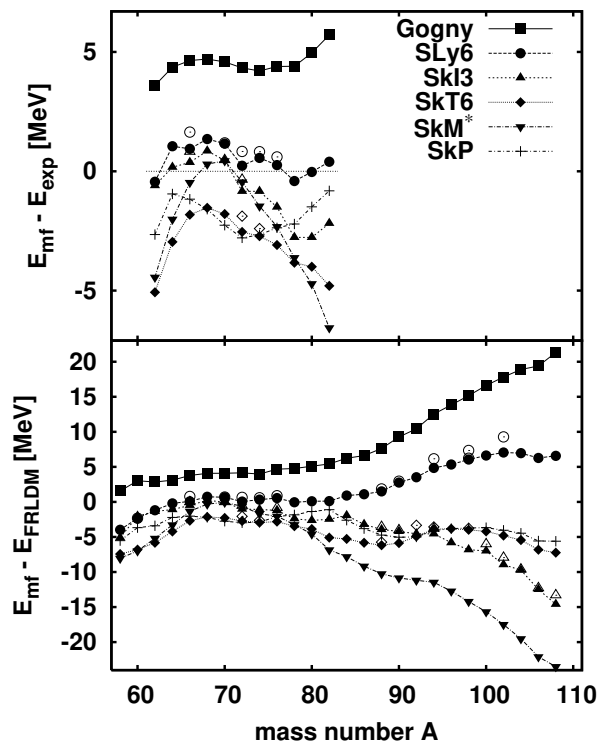 5
0
-5
E_mf - E_exp [MeV]
Gogny
SLy6
SkI3
SkT6
SkM*
SkP
20
15
10
5
0
-5
-10
-15
-20
E_mf - E_FRLDM [MeV]
60 70 80 90 100 110
mass number A